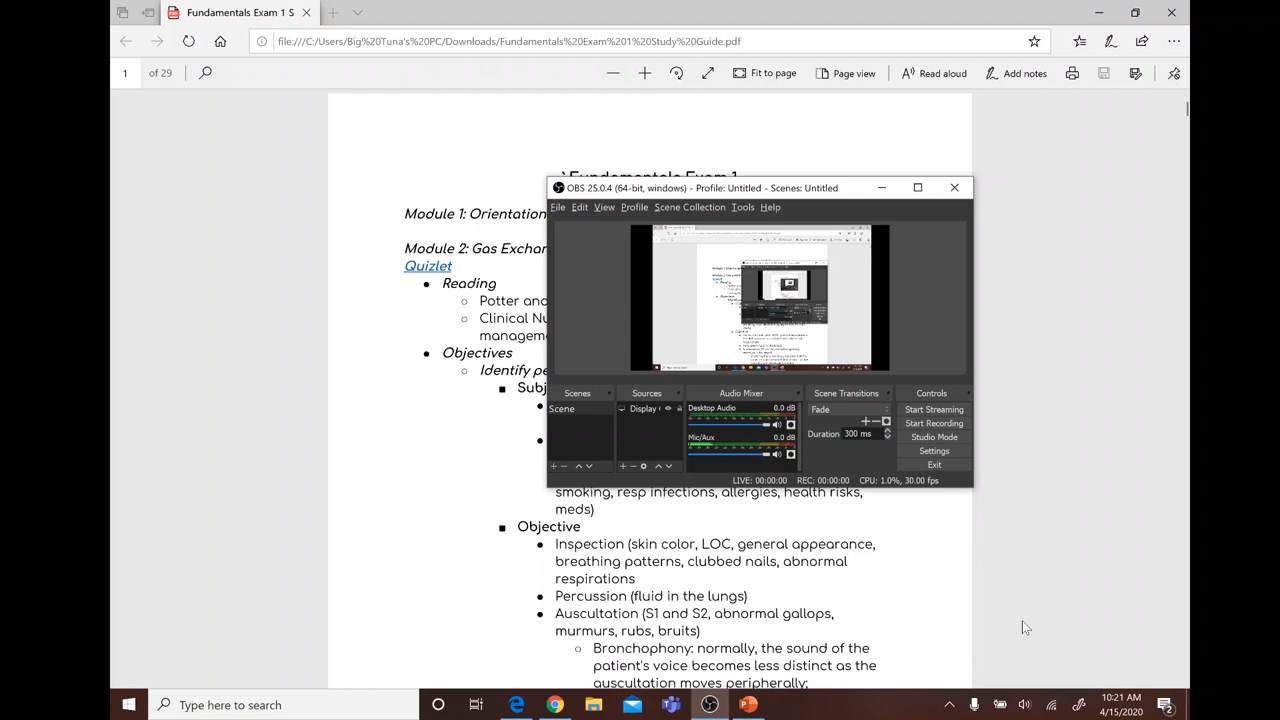 Fundamentals Exam 1 S
file:///C:/Users/Big%20Tuna's%20PC/Downloads/Fundamentals%20Exam%201%20Study%20Guide.pdf
1 of 29
Fit to page
Page view
Read aloud
Add notes
Module 1: Orientation
Module 2: Gas Exchan
Quizlet
Reading
Potter and
Clinical Nu
manageme
Objectives
Identify pe
Subj
OBS 25.0.4 (64-bit, windows) - Profile: Untitled - Scenes: Untitled
File Edit View Profile Scene Collection Tools Help
Scenes
Sources
Audio Mixer
Scene Transitions
Controls
Scene
Display
Desktop Audio 0.0 dB
Mic/Aux 0.0 dB
Fade
Duration 300 ms
Start Streaming
Start Recording
Studio Mode
Settings
Exit
LIVE: 00:00:00 REC: 00:00:00 CPU: 1.0%, 30.00 fps
smoking, resp infections, allergies, health risks,
meds)
Objective
Inspection (skin color, LOC, general appearance,
breathing patterns, clubbed nails, abnormal
respirations
Percussion (fluid in the lungs)
Auscultation (S1 and S2, abnormal gallops,
murmurs, rubs, bruits)
Bronchophony: normally, the sound of the
patient's voice becomes less distinct as the
auscultation moves peripherally;
Type here to search
10:21 AM
4/15/2020
2